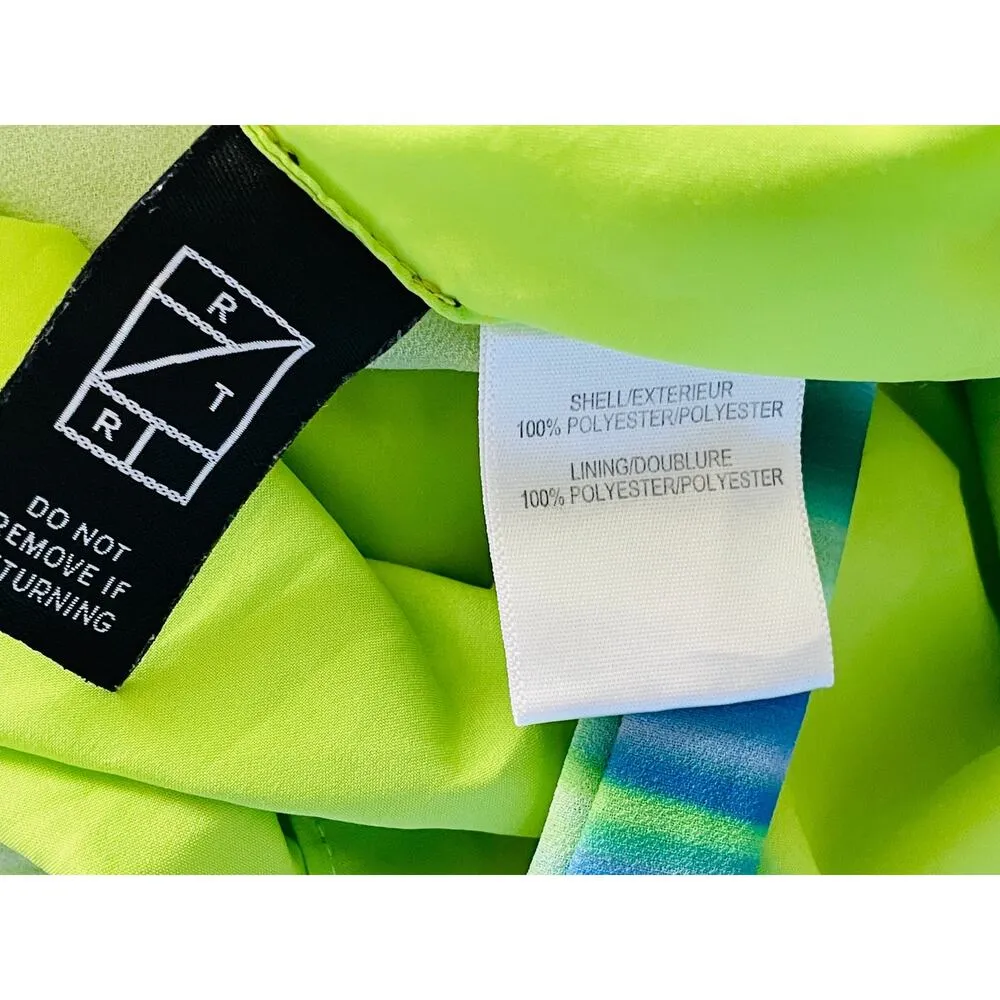 R
T
R
DO NOT
REMOVE IF
TURNING
SHELL/EXTERIEUR
100% POLYESTER/POLYESTER
LINING/DOUBLURE
100% POLYESTER/POLYESTER